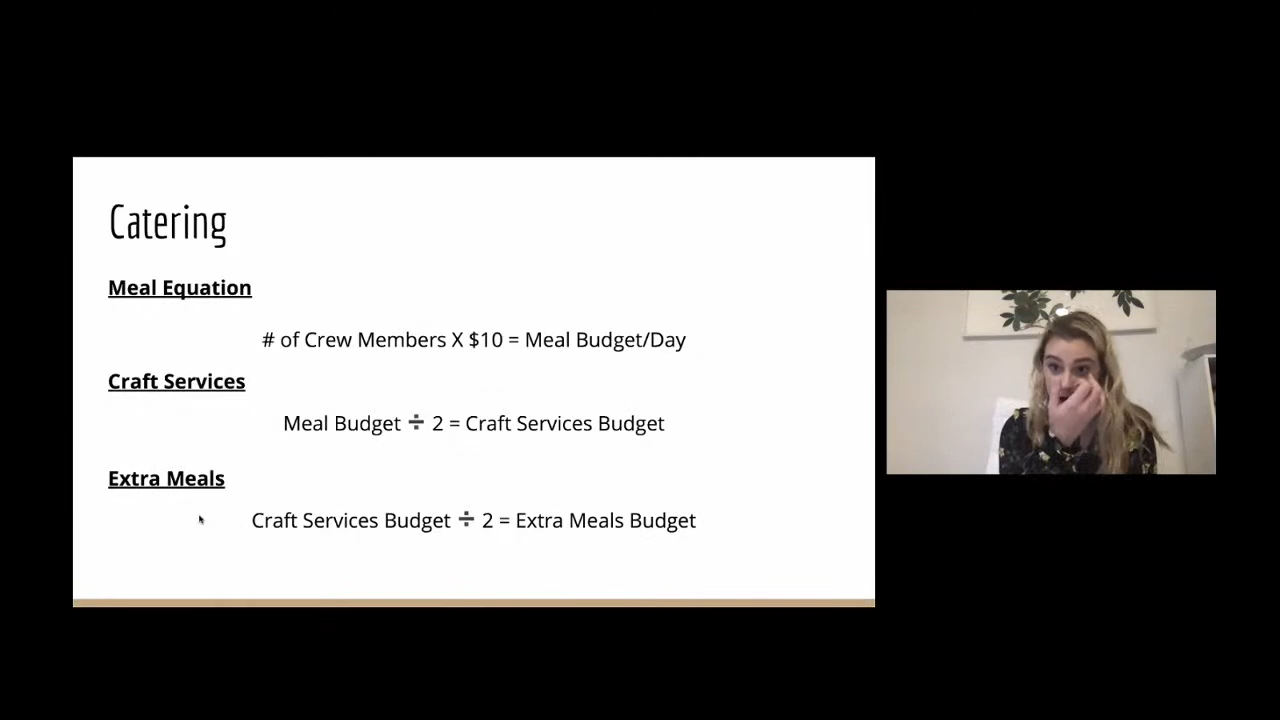 Catering
Meal Equation
# of Crew Members X $10 = Meal Budget/Day
Craft Services
Meal Budget ÷ 2 = Craft Services Budget
Extra Meals
Craft Services Budget ÷ 2 = Extra Meals Budget